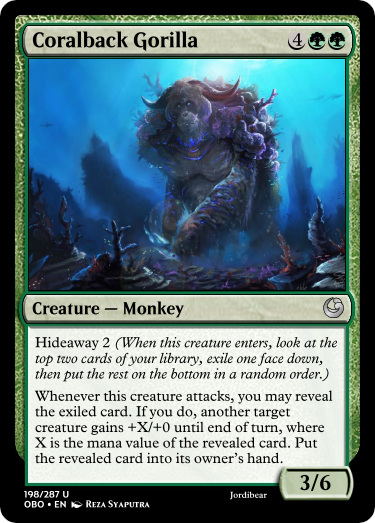 Coralback Gorilla 4
Creature — Monkey
Hideaway 2 (When this creature enters, look at the
top two cards of your library, exile one face down,
then put the rest on the bottom in a random order.)
Whenever this creature attacks, you may reveal
the exiled card. If you do, another target
creature gains +X/+0 until end of turn, where
X is the mana value of the revealed card. Put
the revealed card into its owner's hand.
3/6
198/287 U
OBO • EN Reza Syaputra
Jordibear